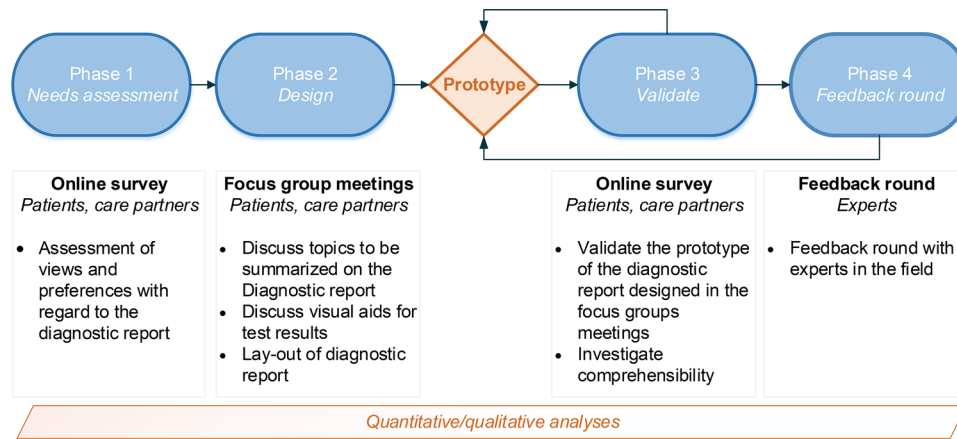 Phase 1
Needs assessment
Phase 2
Design
Prototype
Phase 3
Validate
Phase 4
Feedback round
Online survey
Patients, care partners
• Assessment of
views and
preferences with
regard to the
diagnostic report
Focus group meetings
Patients, care partners
• Discuss topics to be
summarized on the
Diagnostic report
• Discuss visual aids for
test results
• Lay-out of diagnostic
report
Online survey
Patients, care partners
• Validate the prototype
of the diagnostic
report designed in the
focus groups
meetings
• Investigate
comprehensibility
Feedback round
Experts
• Feedback round with
experts in the field
Quantitative/qualitative analyses